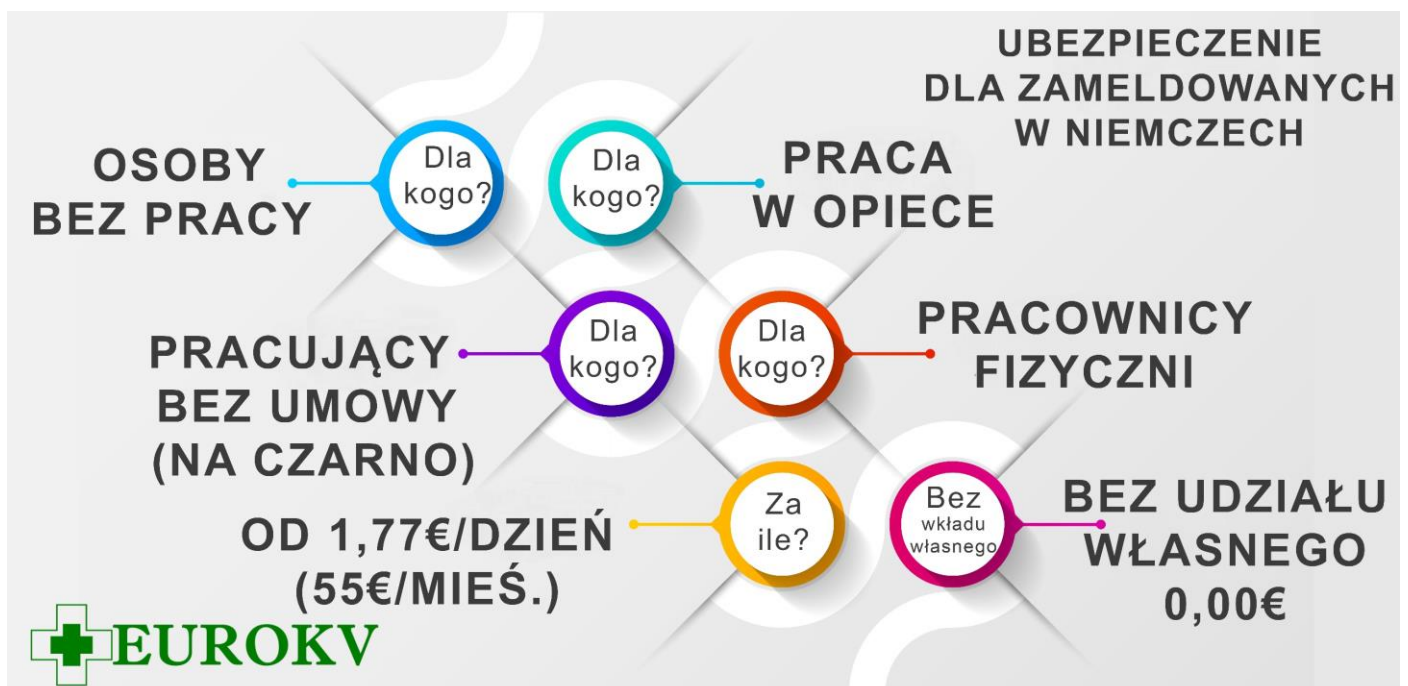 UBEZPIECZENIE
DLA ZAMELDOWANYCH
W NIEMCZECH
OSOBY
BEZ PRACY
Dla
kogo?
Dla
kogo?
PRACA
W OPIECE
PRACUJĄCY
BEZ UMOWY
(NA CZARNO)
Dla
kogo?
Dla
kogo?
PRACOWNICY
FIZYCZNI
OD 1,77€/DZIEŃ
(55€/MIEŚ.)
Za
ile?
Bez
wkładu
własnego
BEZ UDZIAŁU
WŁASNEGO
0,00€
EUROKV